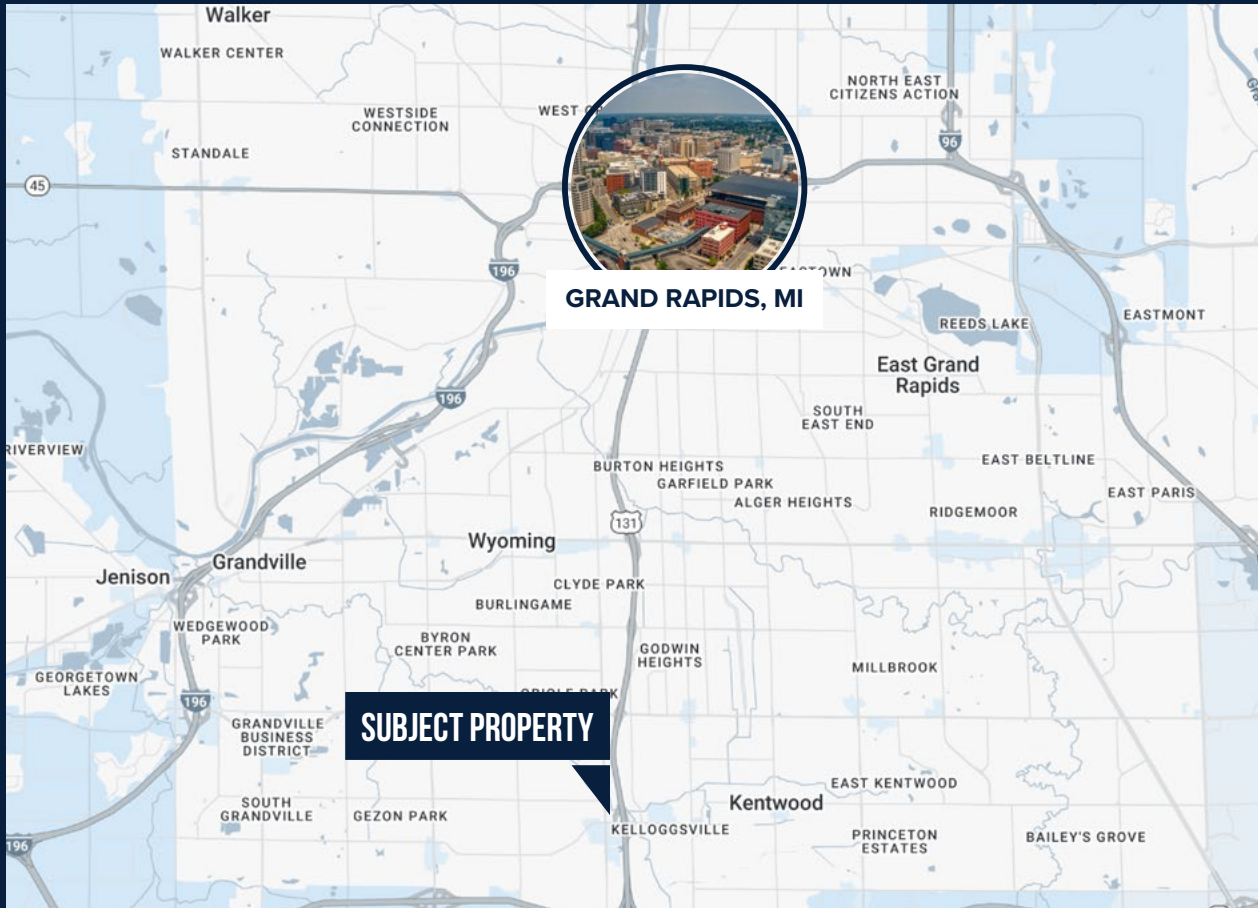 Walker
WALKER CENTER
NORTH EAST
CITIZENS ACTION
WESTSIDE
CONNECTION
WEST
STANDALE
96
45
196
EASTOWN
GRAND RAPIDS, MI
REEDS LAKE
EASTMONT
East Grand
Rapids
196
SOUTH
EAST END
RIVERVIEW
BURTON HEIGHTS
EAST BELTLINE
GARFIELD PARK
ALGER HEIGHTS
EAST PARIS
RIDGEMOOR
131
Wyoming
Grandville
Jenison
CLYDE PARK
BURLINGAME
WEDGEWOOD
PARK
BYRON
CENTER PARK
GODWIN
HEIGHTS
MILLBROOK
GEORGETOWN
LAKES
196
ORIOLE PARK
SUBJECT PROPERTY
GRANDVILLE
BUSINESS
DISTRICT
EAST KENTWOOD
Kentwood
SOUTH
GRANDVILLE
GEZON PARK
KELLOGGSVILLE
PRINCETON
ESTATES
BAILEY'S GROVE
196